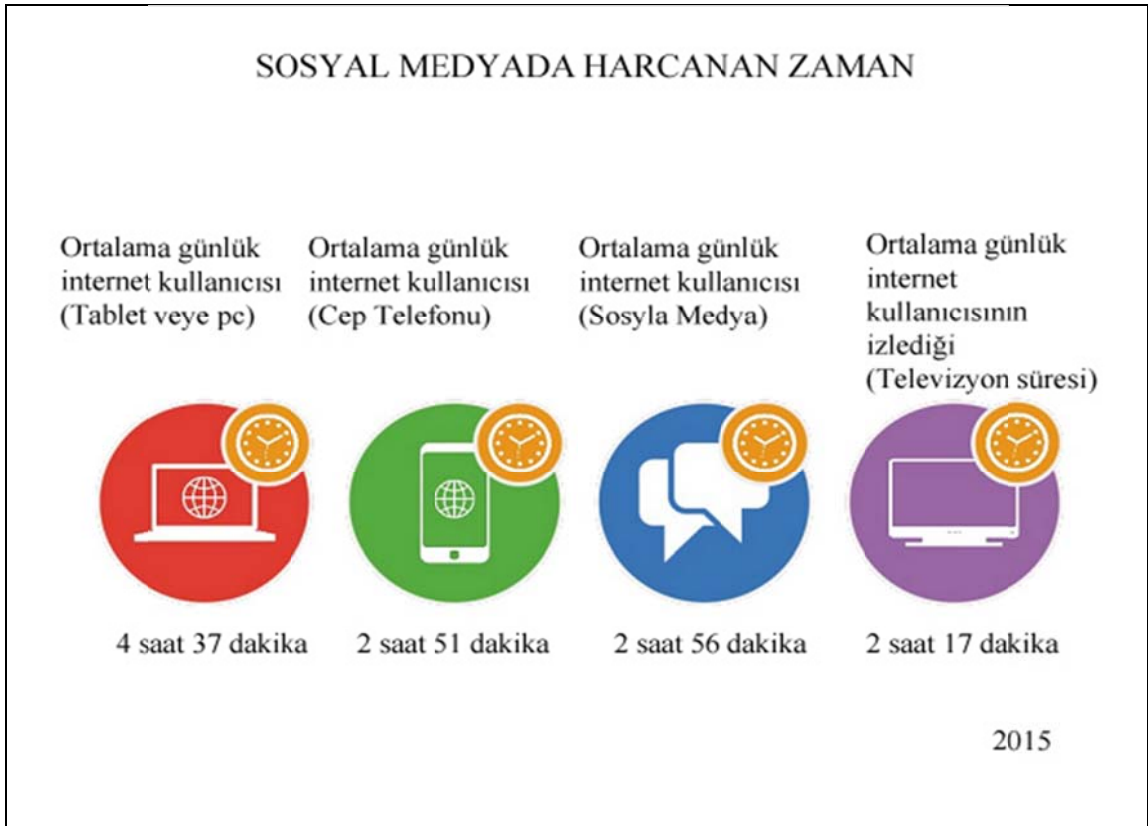 SOSYAL MEDYADA HARCANAN ZAMAN
Ortalama günlük
internet kullanıcısı
(Tablet veye pc)
Ortalama günlük
internet kullanıcısı
(Cep Telefonu)
Ortalama günlük
internet kullanıcısı
(Sosyla Medya)
Ortalama günlük
internet
kullanıcısının
izlediği
(Televizyon süresi)
4 saat 37 dakika
2 saat 51 dakika
2 saat 56 dakika
2 saat 17 dakika
2015